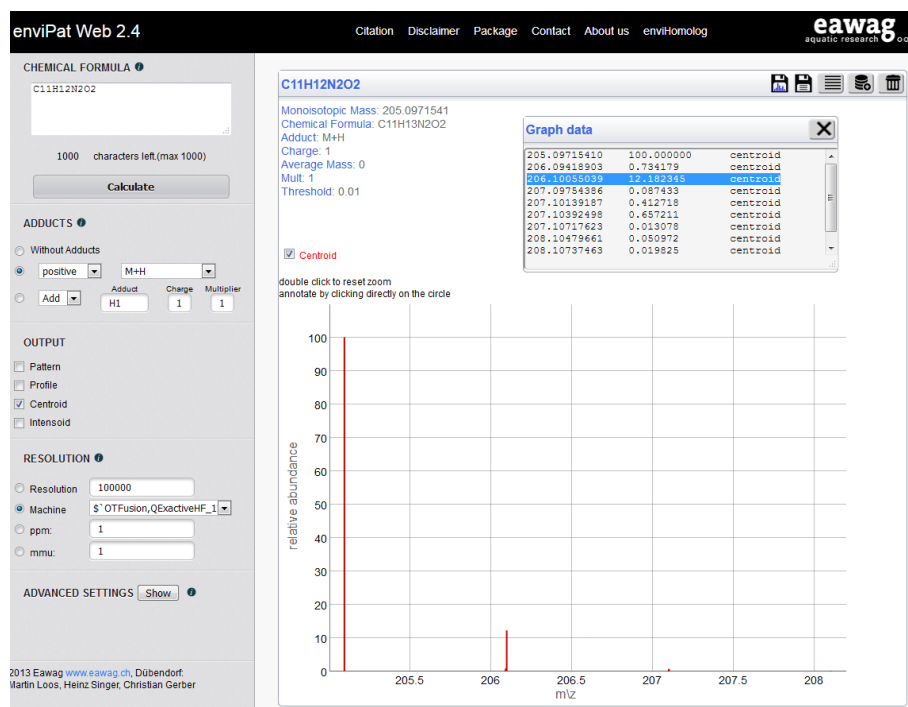 enviPat Web 2.4
Citation Disclaimer Package Contact About us enviHomolog
eawag
aquatic research
CHEMICAL FORMULA
C11H12N2O2
1000 characters left.(max 1000)
Calculate
ADDUCTS
Without Adducts
positive M+H
Add
Adduct Charge Multiplier
H1 1 1
OUTPUT
Pattern
Profile
Centroid
Intensoid
RESOLUTION
Resolution 100000
Machine $`OTFusion,QExactiveHF_1
ppm: 1
mmu: 1
ADVANCED SETTINGS Show
2013 Eawag www.eawag.ch, Dübendorf:
Martin Loos, Heinz Singer, Christian Gerber
C11H12N2O2
Monoisotopic Mass: 205.0971541
Chemical Formula: C11H13N2O2
Adduct: M+H
Charge: 1
Average Mass: 0
Mult: 1
Threshold: 0.01
Graph data
205.09715410 100.000000 centroid
206.09418903 0.734179 centroid
206.10055039 12.182345 centroid
207.09754386 0.087433 centroid
207.10139187 0.412718 centroid
207.10392498 0.657211 centroid
207.10717623 0.013078 centroid
208.10479661 0.050972 centroid
208.10737463 0.019825 centroid
Centroid
double click to reset zoom
annotate by clicking directly on the circle
relative abundance
100
90
80
70
60
50
40
30
20
10
0
205.5 206 206.5 207 207.5 208
m\z